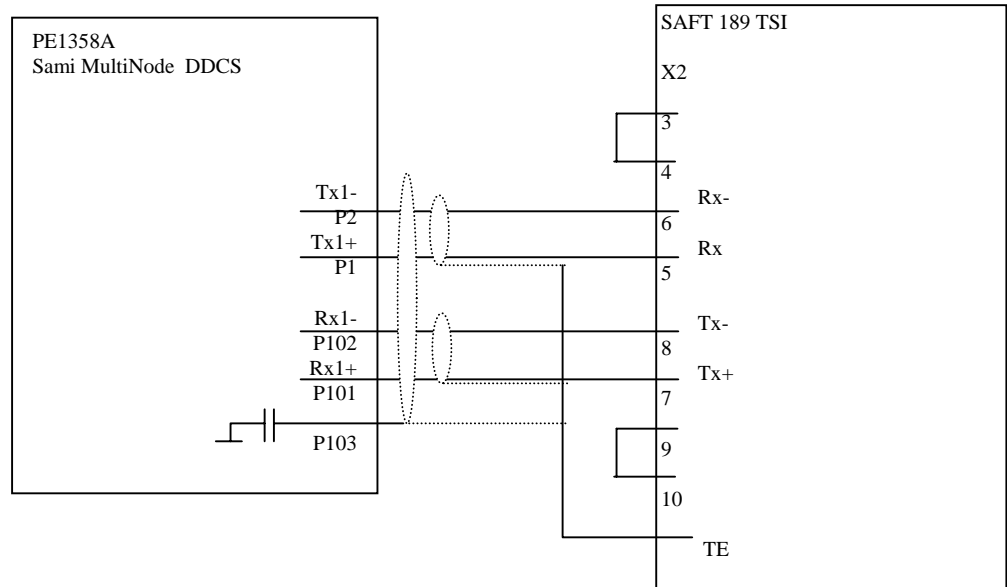 PE1358A
Sami MultiNode DDCS
Tx1-
P2
Tx1+
P1
Rx1-
P102
Rx1+
P101
P103
SAFT 189 TSI
X2
3
4
Rx-
6
Rx
5
Tx-
8
Tx+
7
9
10
TE